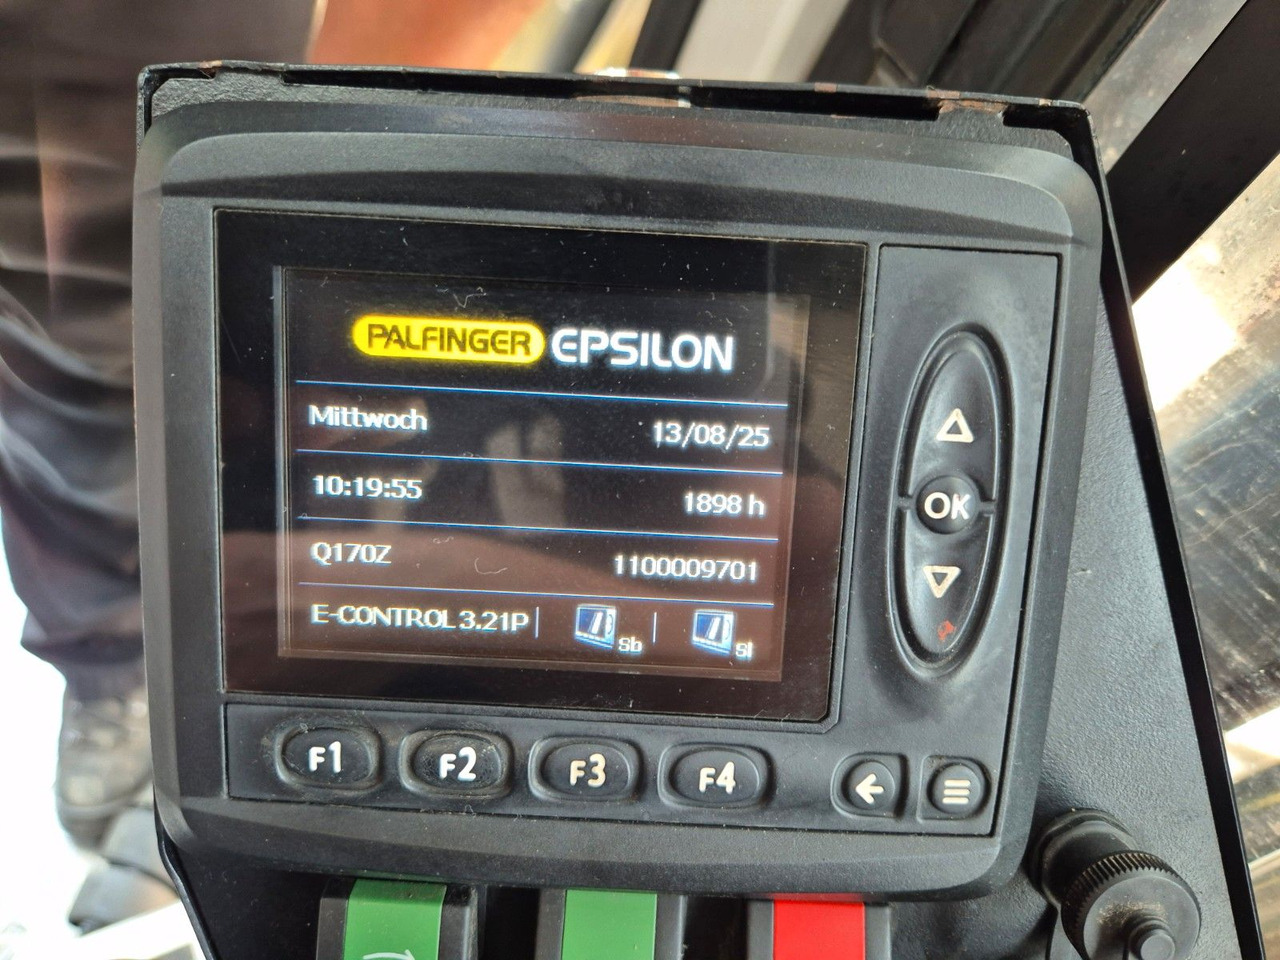 PALFINGER EPSILON
Mittwoch 13/08/25
10:19:55 1898 h
Q170Z 1100009701
E-CONTROL 3.21P Sb Sl
OK
F1 F2 F3 F4